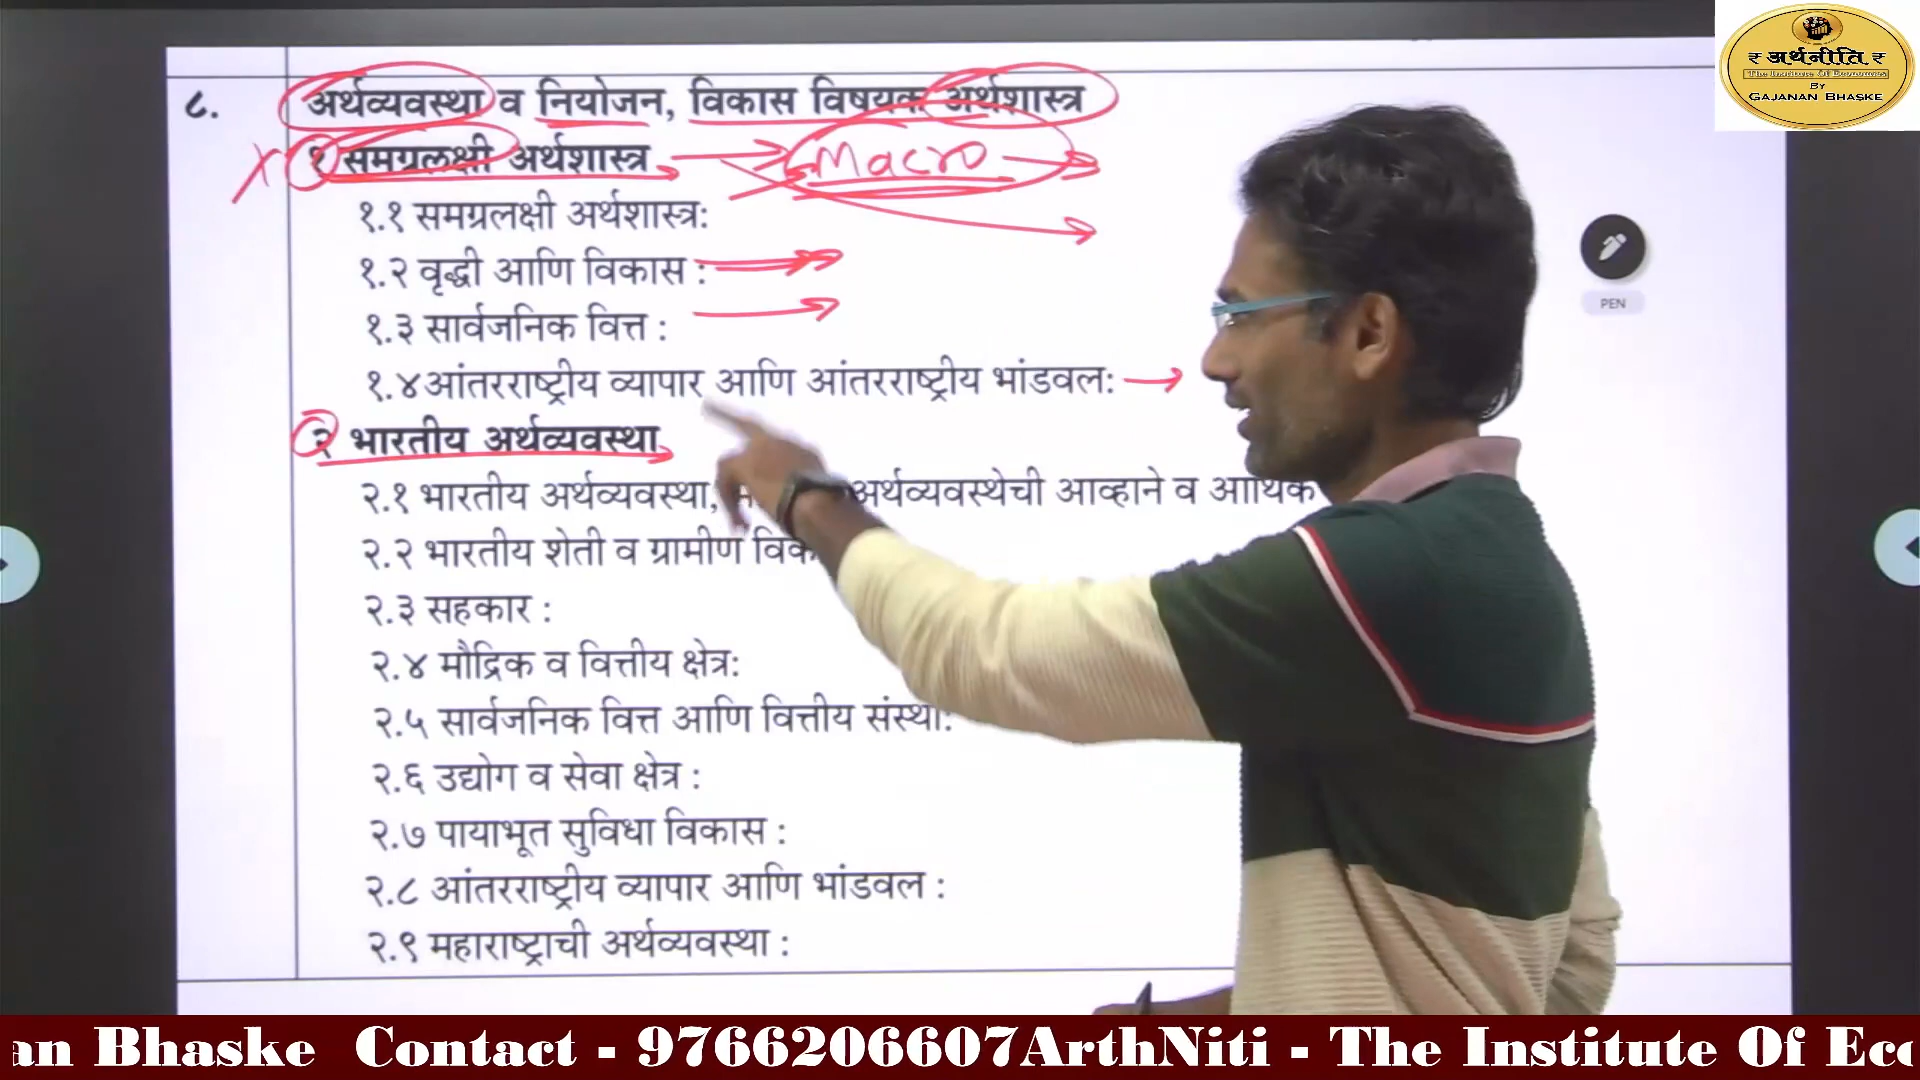 ८. अर्थव्यवस्था व नियोजन, विकास विषयक अर्थशास्त्र
१ समग्रलक्षी अर्थशास्त्र Macro
१.१ समग्रलक्षी अर्थशास्त्र:
१.२ वृद्धी आणि विकास :
१.३ सार्वजनिक वित्त :
१.४ आंतरराष्ट्रीय व्यापार आणि आंतरराष्ट्रीय भांडवल:
२ भारतीय अर्थव्यवस्था
२.१ भारतीय अर्थव्यवस्था, अर्थव्यवस्थेची आव्हाने व आर्थिक
२.२ भारतीय शेती व ग्रामीण
२.३ सहकार :
२.४ मौद्रिक व वित्तीय क्षेत्र:
२.५ सार्वजनिक वित्त आणि वित्तीय संस्था:
२.६ उद्योग व सेवा क्षेत्र :
२.७ पायाभूत सुविधा विकास :
२.८ आंतरराष्ट्रीय व्यापार आणि भांडवल :
२.९ महाराष्ट्राची अर्थव्यवस्था :
₹ अर्थनीति ₹
The Institute Of Economics
BY
GAJANAN BHASKE
PEN
an Bhaske Contact - 9766206607ArthNiti - The Institute Of Eco